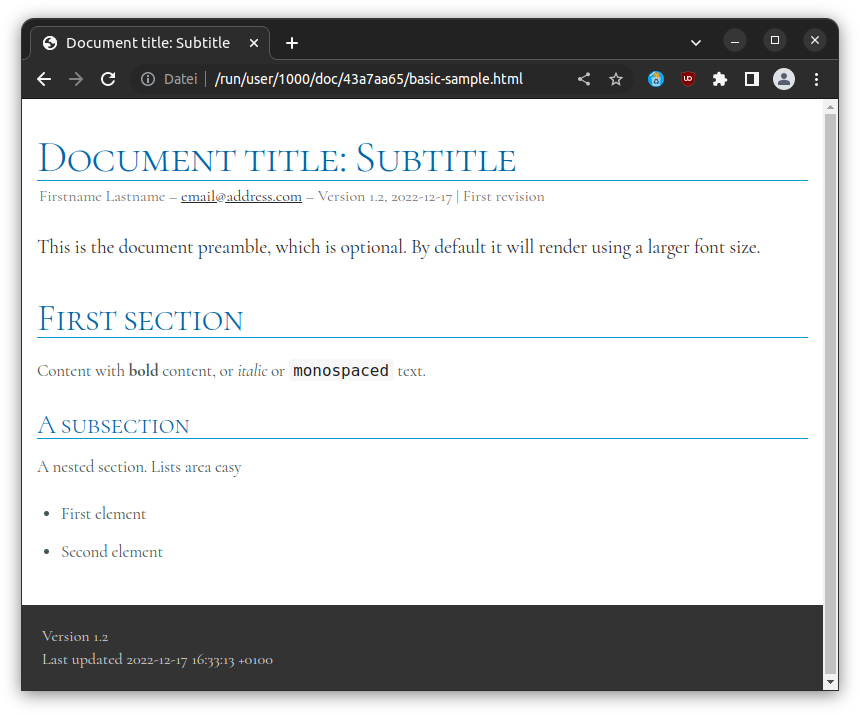 Document title: Subtitle
Datei /run/user/1000/doc/43a7aa65/basic-sample.html
Document title: Subtitle
Firstname Lastname – email@address.com – Version 1.2, 2022-12-17 | First revision
This is the document preamble, which is optional. By default it will render using a larger font size.
First section
Content with bold content, or italic or monospaced text.
A subsection
A nested section. Lists area easy
• First element
• Second element
Version 1.2
Last updated 2022-12-17 16:33:13 +0100